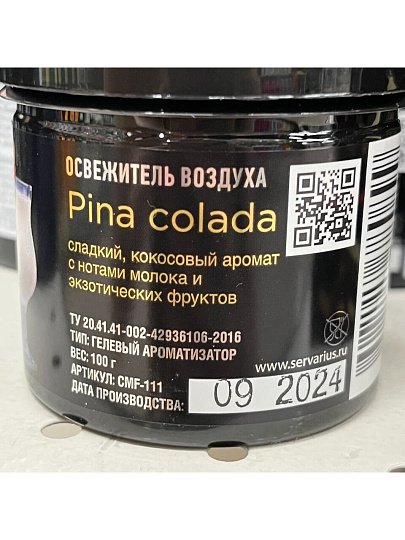 ОСВЕЖИТЕЛЬ ВОЗДУХА
Pina colada
сладкий, кокосовый аромат
с нотами молока и
экзотических фруктов
ТУ 20.41.41-002-42936106-2016
ТИП: ГЕЛЕВЫЙ АРОМАТИЗАТОР
ВЕС: 100 г
АРТИКУЛ: CMF-111
ДАТА ПРОИЗВОДСТВА: 09 2024
www.servarius.ru